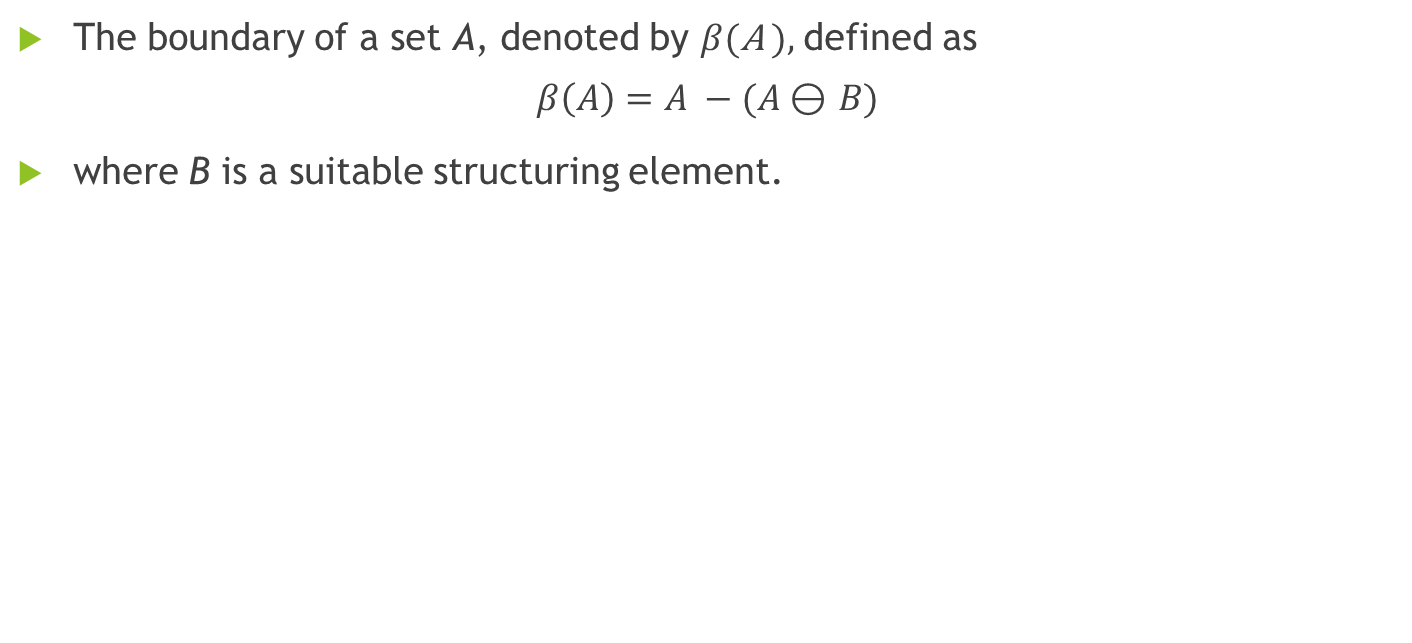 The boundary of a set A, denoted by β(A), defined as
β(A) = A − (A ⊖ B)
where B is a suitable structuring element.